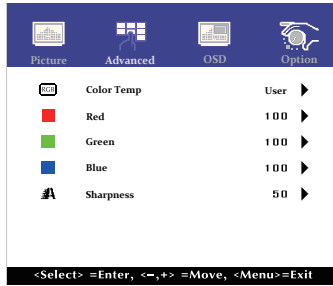 Picture Advanced OSD Option
RGB Color Temp User
Red 100
Green 100
Blue 100
Sharpness 50
<Select> =Enter, <−,+> =Move, <Menu>=Exit